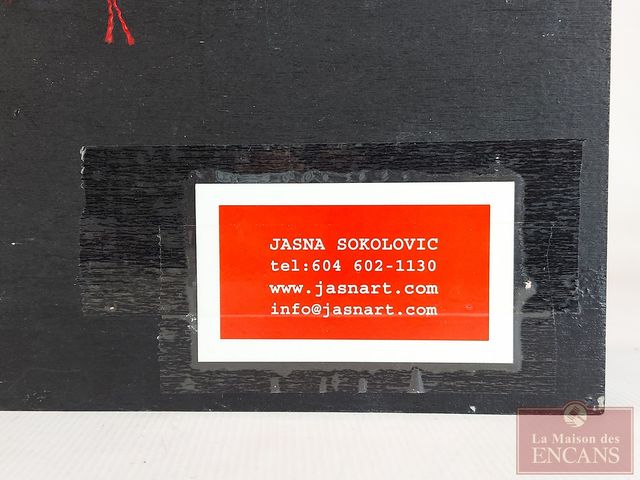 JASNA SOKOLOVIC
tel:604 602-1130
www.jasnart.com
info@jasnart.com
La Maison des
ENCANS